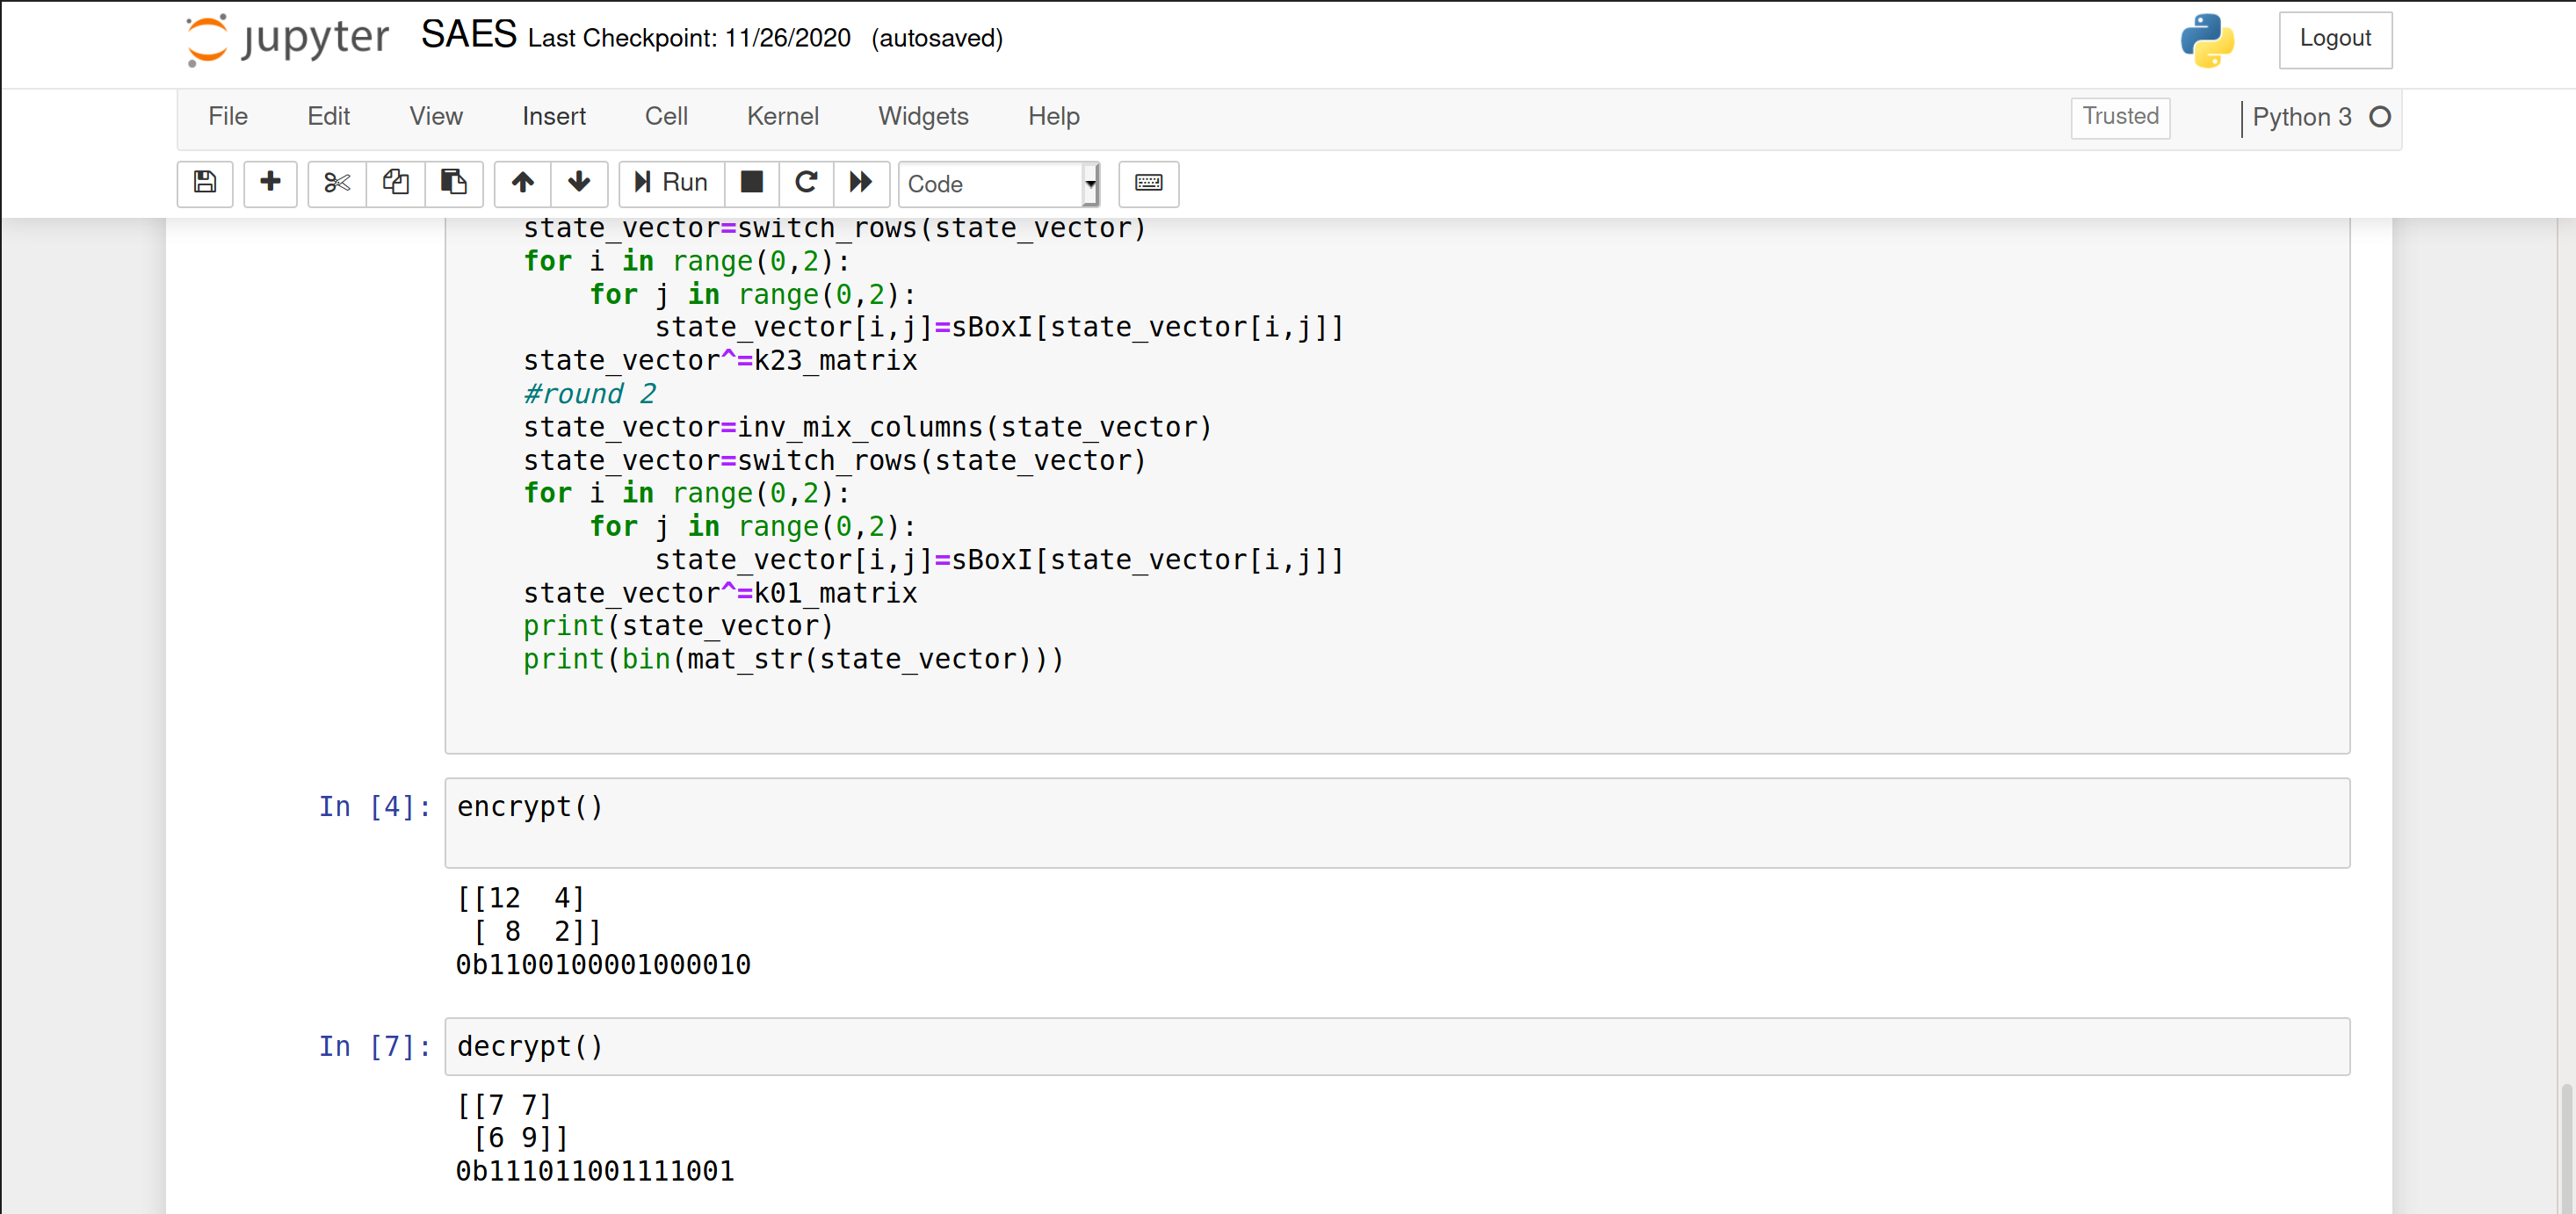 jupyter SAES Last Checkpoint: 11/26/2020 (autosaved) Logout
File Edit View Insert Cell Kernel Widgets Help Trusted Python 3
Run Code
    state_vector=switch_rows(state_vector)
    for i in range(0,2):
        for j in range(0,2):
            state_vector[i,j]=sBoxI[state_vector[i,j]]
    state_vector^=k23_matrix
    #round 2
    state_vector=inv_mix_columns(state_vector)
    state_vector=switch_rows(state_vector)
    for i in range(0,2):
        for j in range(0,2):
            state_vector[i,j]=sBoxI[state_vector[i,j]]
    state_vector^=k01_matrix
    print(state_vector)
    print(bin(mat_str(state_vector)))
In [4]: encrypt()
[[12  4]
 [ 8  2]]
0b1100100001000010
In [7]: decrypt()
[[7 7]
 [6 9]]
0b111011001111001